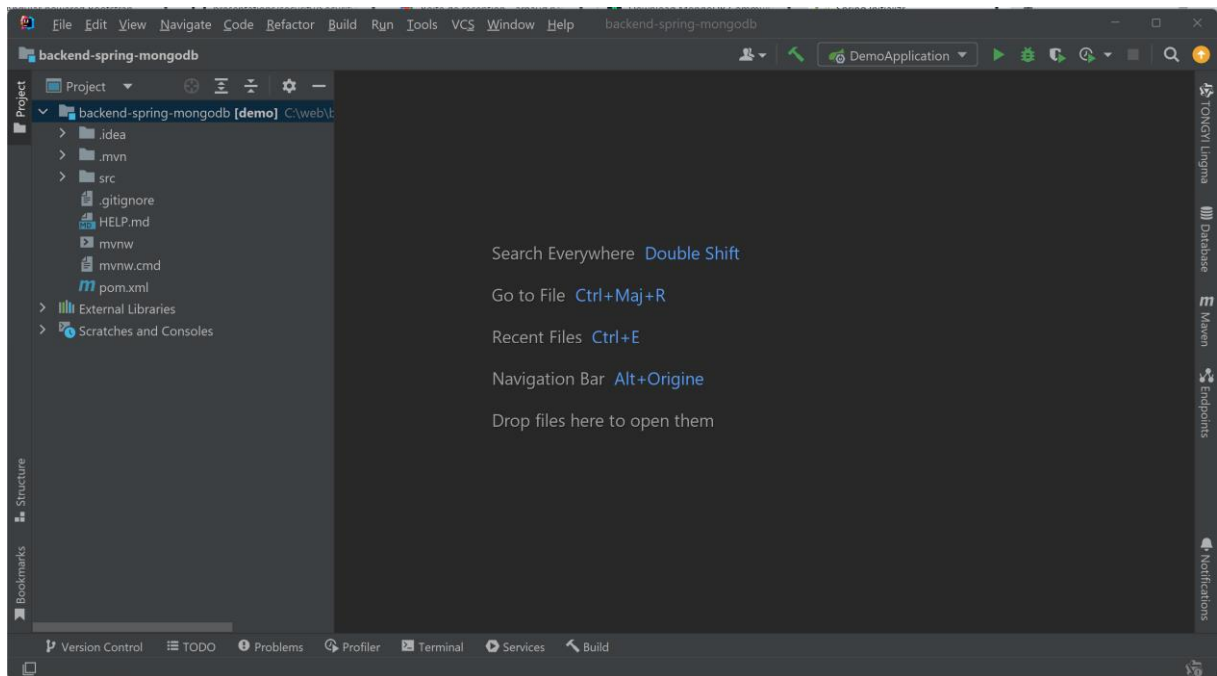 File Edit View Navigate Code Refactor Build Run Tools VCS Window Help backend-spring-mongodb
backend-spring-mongodb
DemoApplication
Project
Project
backend-spring-mongodb [demo] C:\web\b
.idea
.mvn
src
.gitignore
HELP.md
mvnw
mvnw.cmd
pom.xml
External Libraries
Scratches and Consoles
Search Everywhere Double Shift
Go to File Ctrl+Maj+R
Recent Files Ctrl+E
Navigation Bar Alt+Origine
Drop files here to open them
TONGYI Lingma
Database
Maven
Endpoints
Notifications
Structure
Bookmarks
Version Control TODO Problems Profiler Terminal Services Build